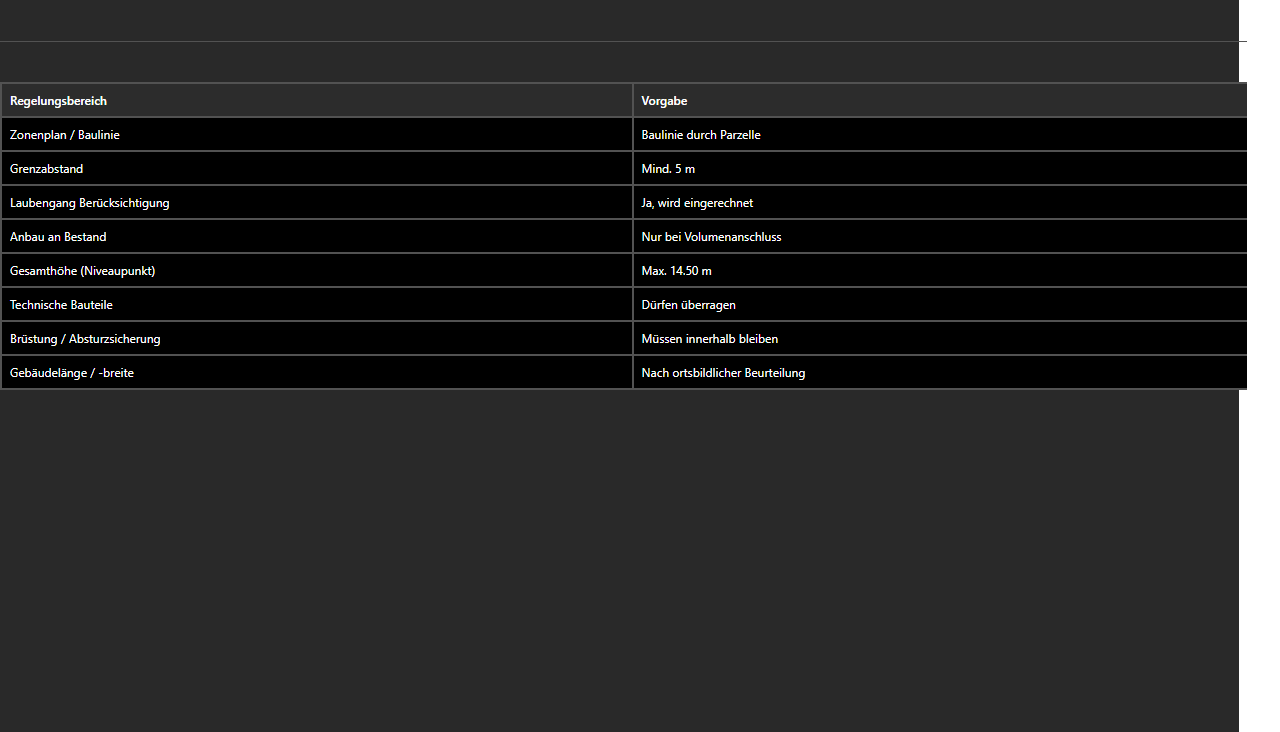 Regelungsbereich Vorgabe
Zonenplan / Baulinie Baulinie durch Parzelle
Grenzabstand Mind. 5 m
Laubengang Berücksichtigung Ja, wird eingerechnet
Anbau an Bestand Nur bei Volumenanschluss
Gesamthöhe (Niveaupunkt) Max. 14.50 m
Technische Bauteile Dürfen überragen
Brüstung / Absturzsicherung Müssen innerhalb bleiben
Gebäudelänge / -breite Nach ortsbildlicher Beurteilung